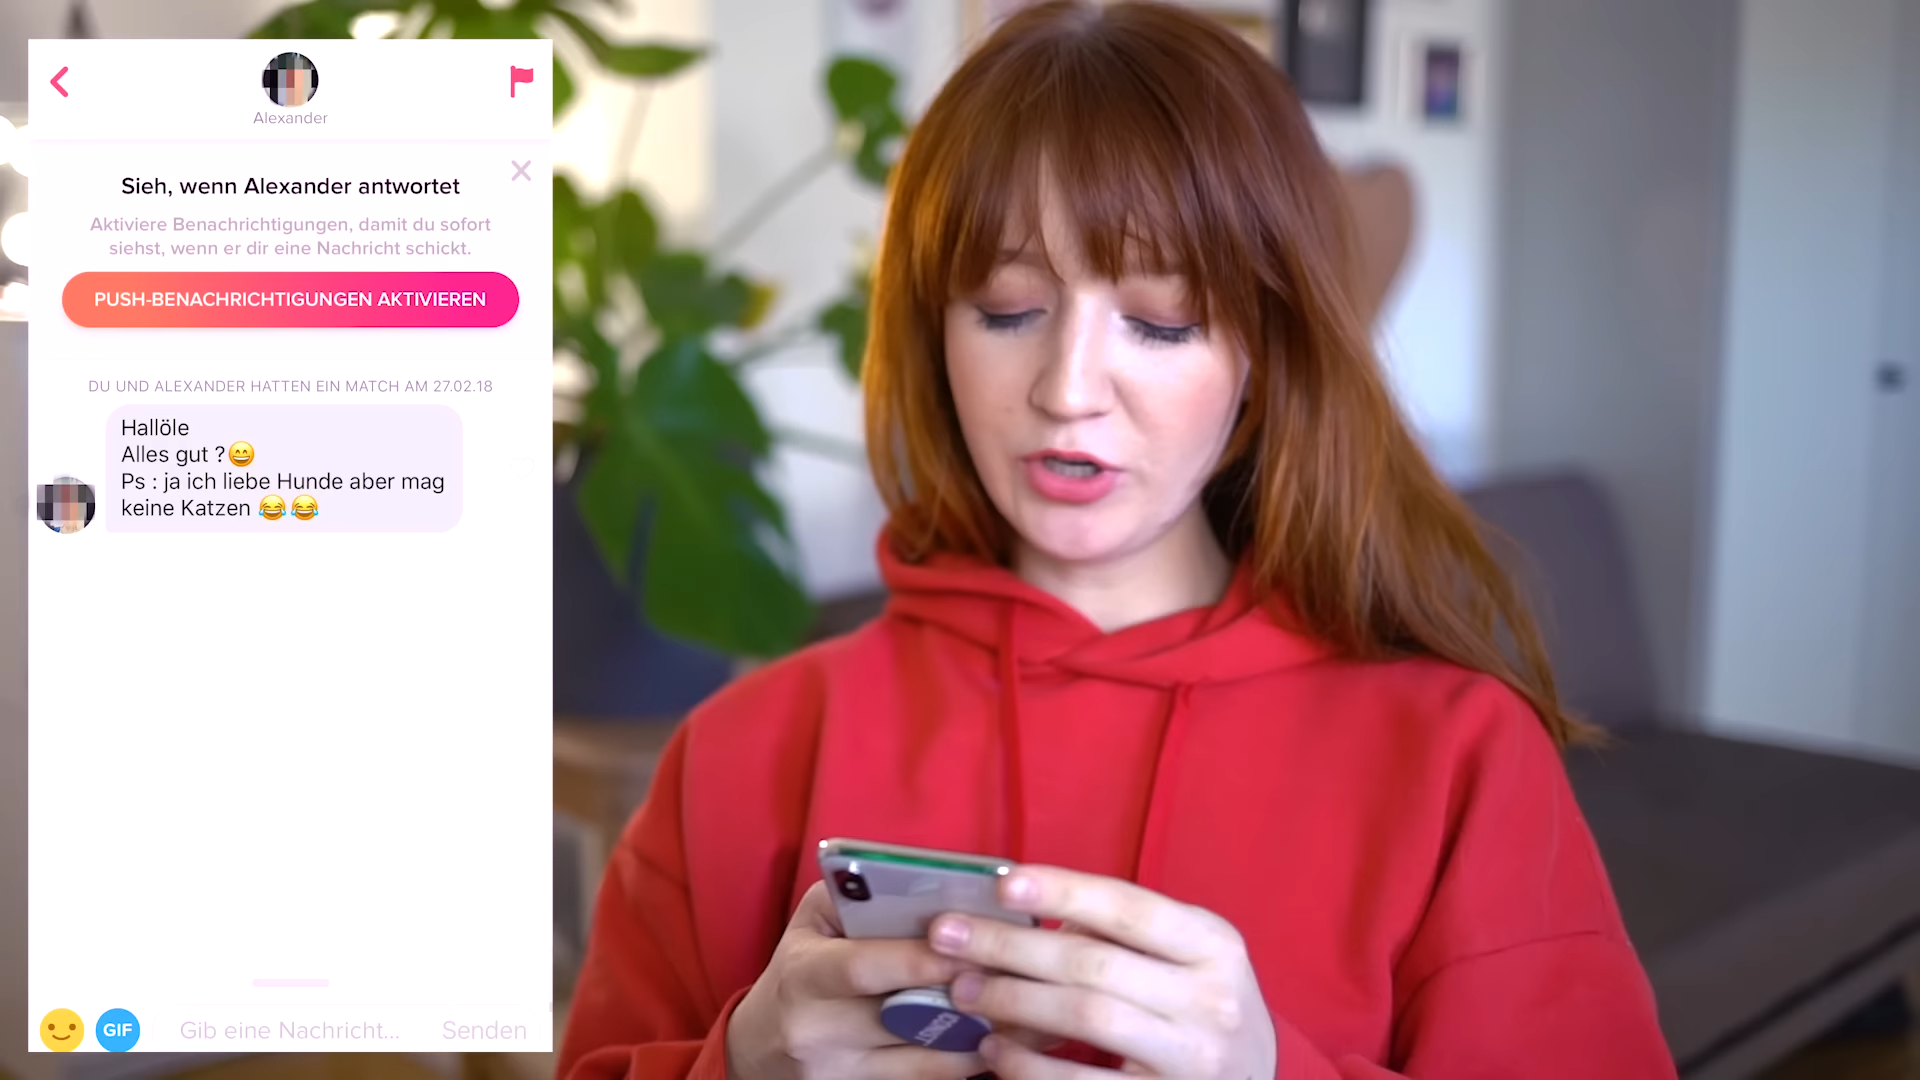 Alexander
Sieh, wenn Alexander antwortet
Aktiviere Benachrichtigungen, damit du sofort
siehst, wenn er dir eine Nachricht schickt.
PUSH-BENACHRICHTIGUNGEN AKTIVIEREN
DU UND ALEXANDER HATTEN EIN MATCH AM 27.02.18
Hallöle
Alles gut ?😄
Ps : ja ich liebe Hunde aber mag
keine Katzen 😂😂
GIF
Gib eine Nachricht...
Senden